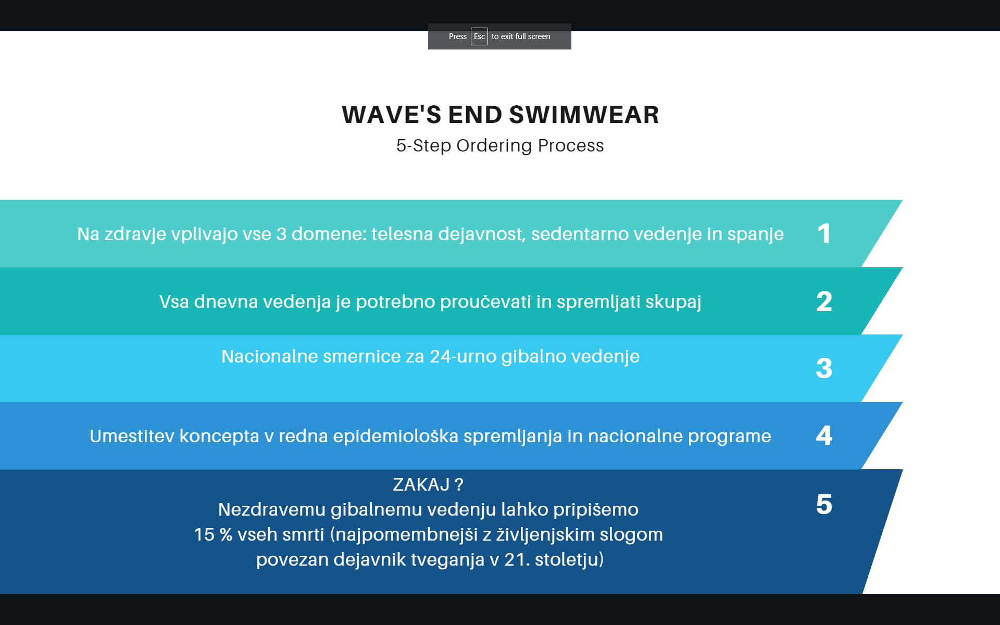 Press Esc to exit full screen
WAVE'S END SWIMWEAR
5-Step Ordering Process
Na zdravje vplivajo vse 3 domene: telesna dejavnost, sedentarno vedenje in spanje 1
Vsa dnevna vedenja je potrebno proučevati in spremljati skupaj 2
Nacionalne smernice za 24-urno gibalno vedenje 3
Umestitev koncepta v redna epidemiološka spremljanja in nacionalne programe 4
ZAKAJ ?
Nezdravemu gibalnemu vedenju lahko pripišemo 5
15 % vseh smrti (najpomembnejši z življenjskim slogom
povezan dejavnik tveganja v 21. stoletju)